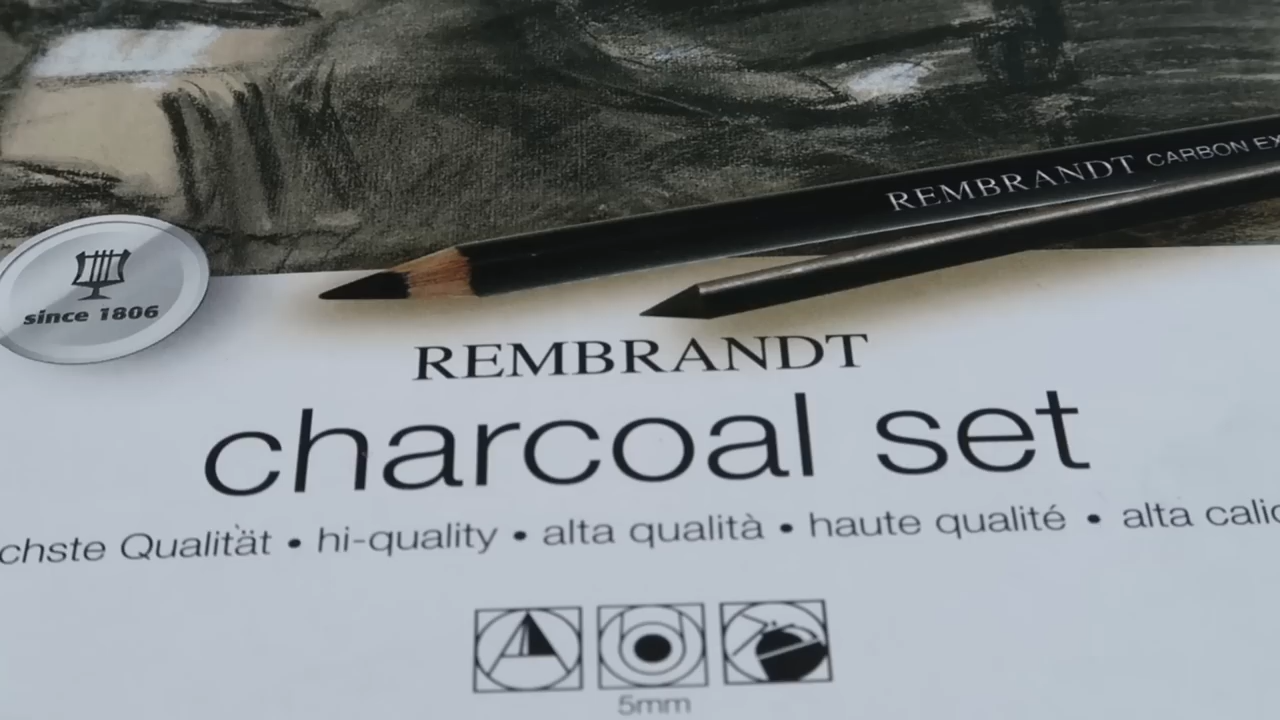 REMBRANDT CARBON EX
since 1806
REMBRANDT
charcoal set
chste Qualität • hi-quality • alta qualità • haute qualité • alta calid
5mm